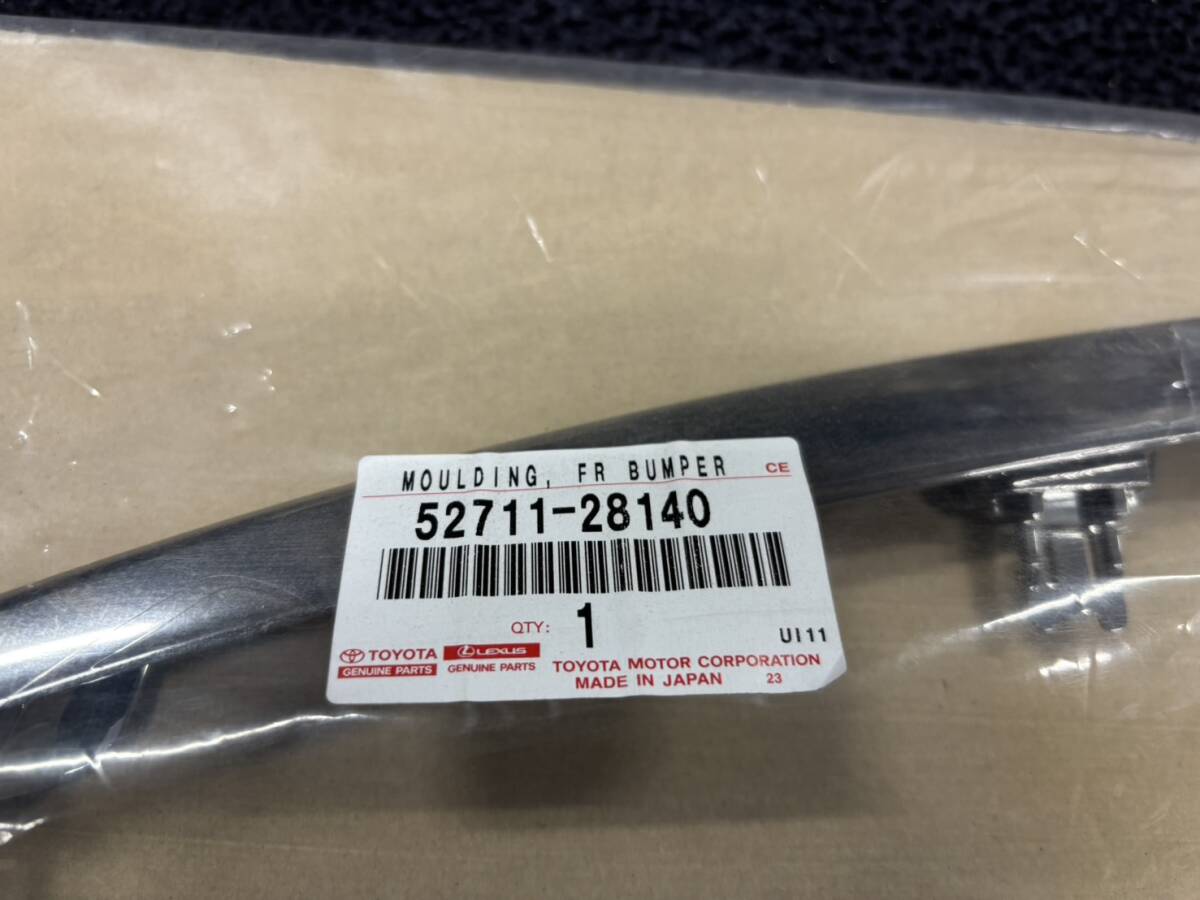 MOULDING, FR BUMPER CE
52711-28140
QTY: 1
UI11
TOYOTA LEXUS
GENUINE PARTS GENUINE PARTS
TOYOTA MOTOR CORPORATION
MADE IN JAPAN 23